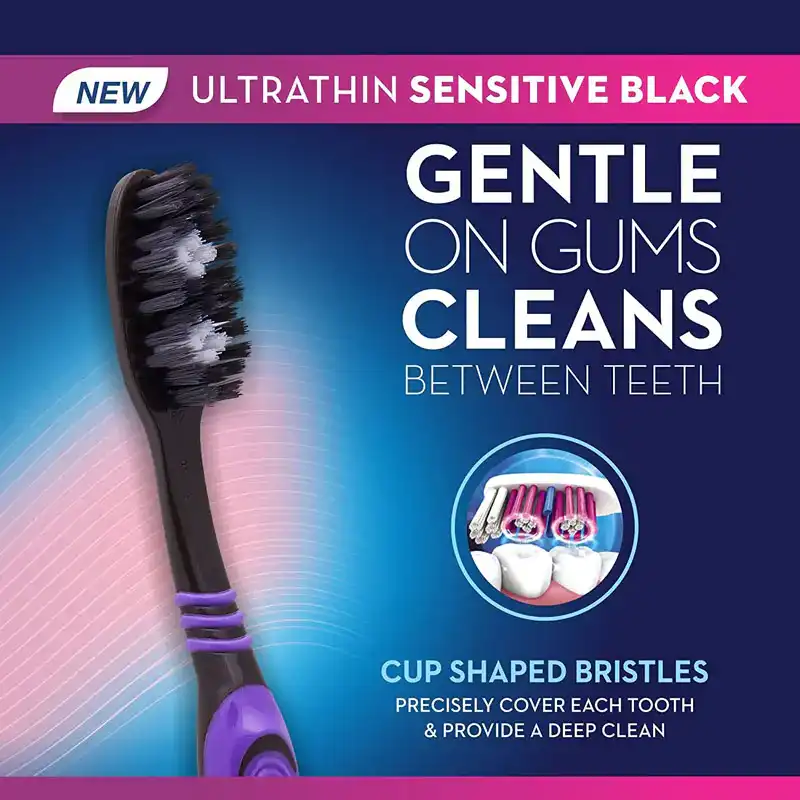 NEW ULTRATHIN SENSITIVE BLACK
GENTLE
ON GUMS
CLEANS
BETWEEN TEETH
CUP SHAPED BRISTLES
PRECISELY COVER EACH TOOTH
& PROVIDE A DEEP CLEAN